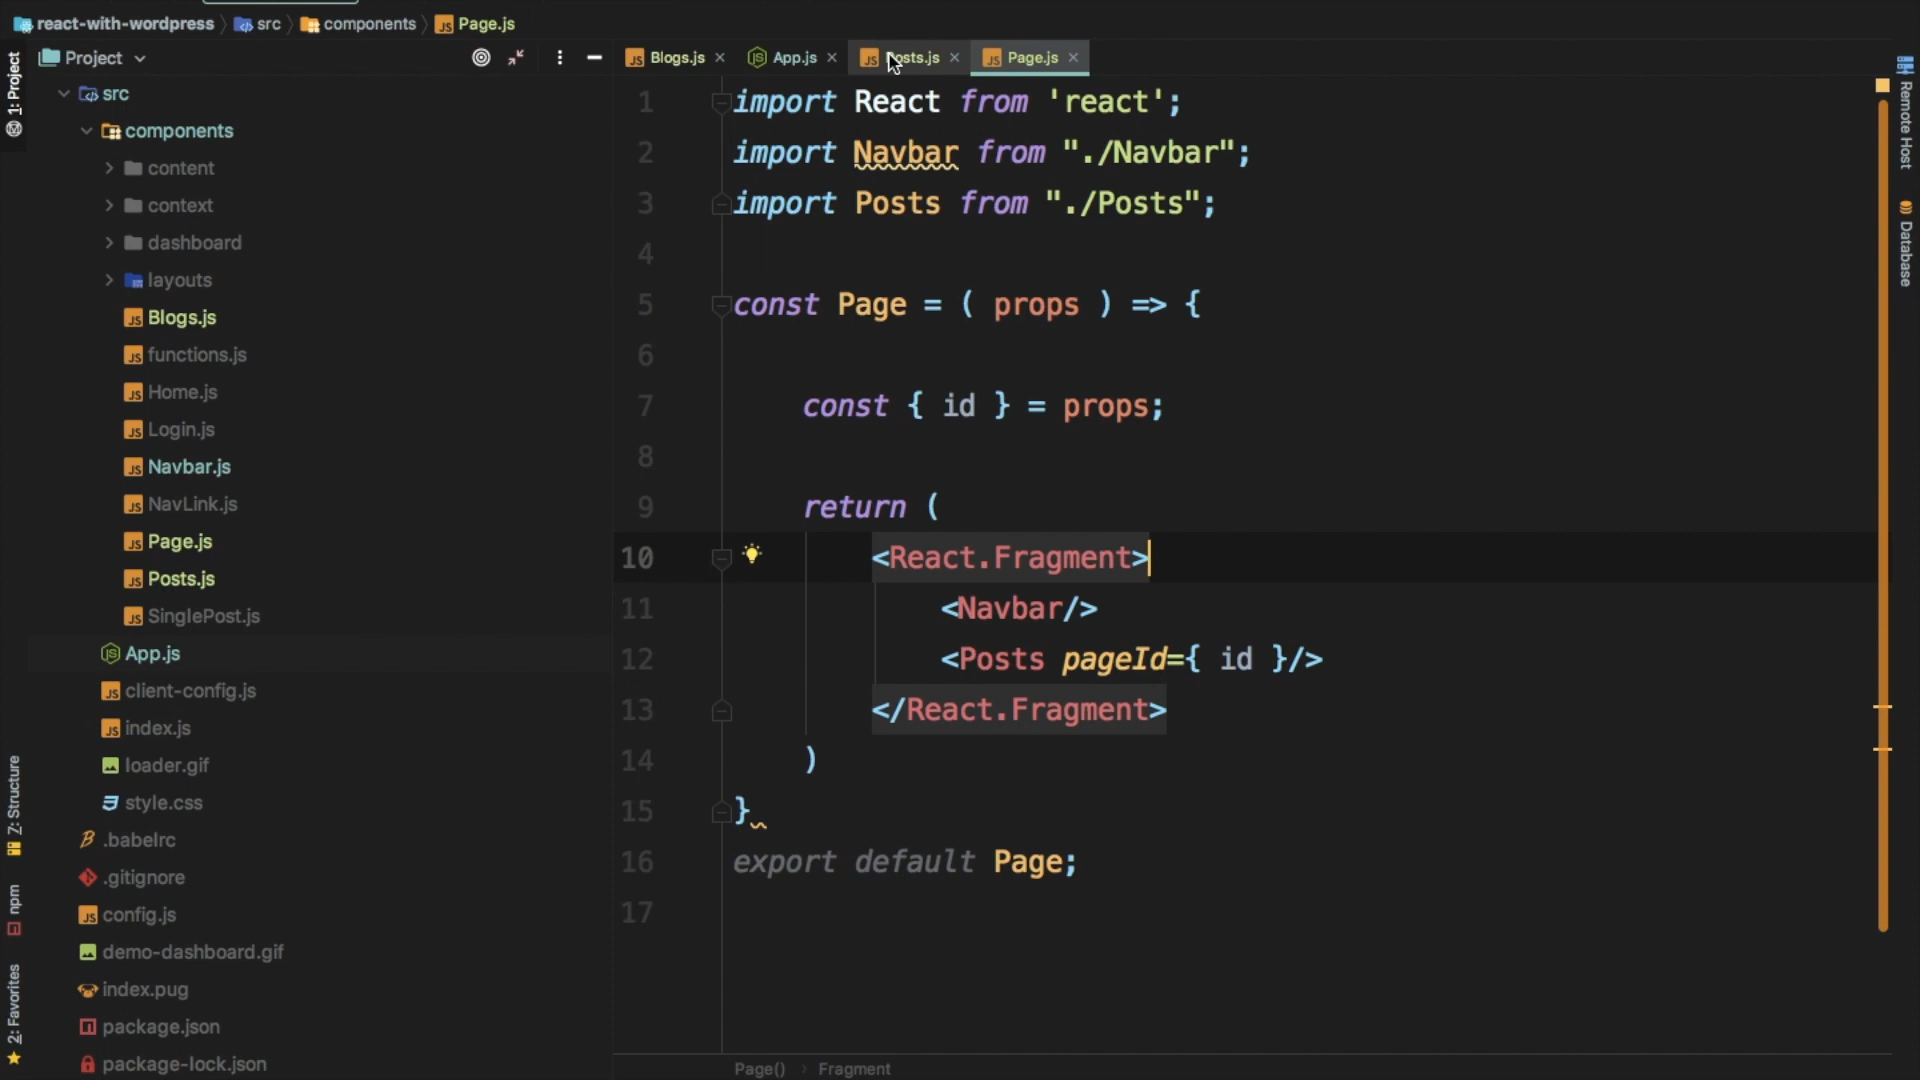 react-with-wordpress src components Page.js
1: Project
Project
src
components
content
context
dashboard
layouts
Blogs.js
functions.js
Home.js
Login.js
Navbar.js
NavLink.js
Page.js
Posts.js
SinglePost.js
App.js
client-config.js
index.js
loader.gif
style.css
.babelrc
.gitignore
config.js
demo-dashboard.gif
index.pug
package.json
package-lock.json
Z: Structure
npm
2: Favorites
Blogs.js App.js Posts.js Page.js
1 import React from 'react';
2 import Navbar from "./Navbar";
3 import Posts from "./Posts";
4
5 const Page = ( props ) => {
6
7 const { id } = props;
8
9 return (
10 <React.Fragment>
11 <Navbar/>
12 <Posts pageId={ id }/>
13 </React.Fragment>
14 )
15 }
16 export default Page;
17
Page() › Fragment
Remote Host
Database